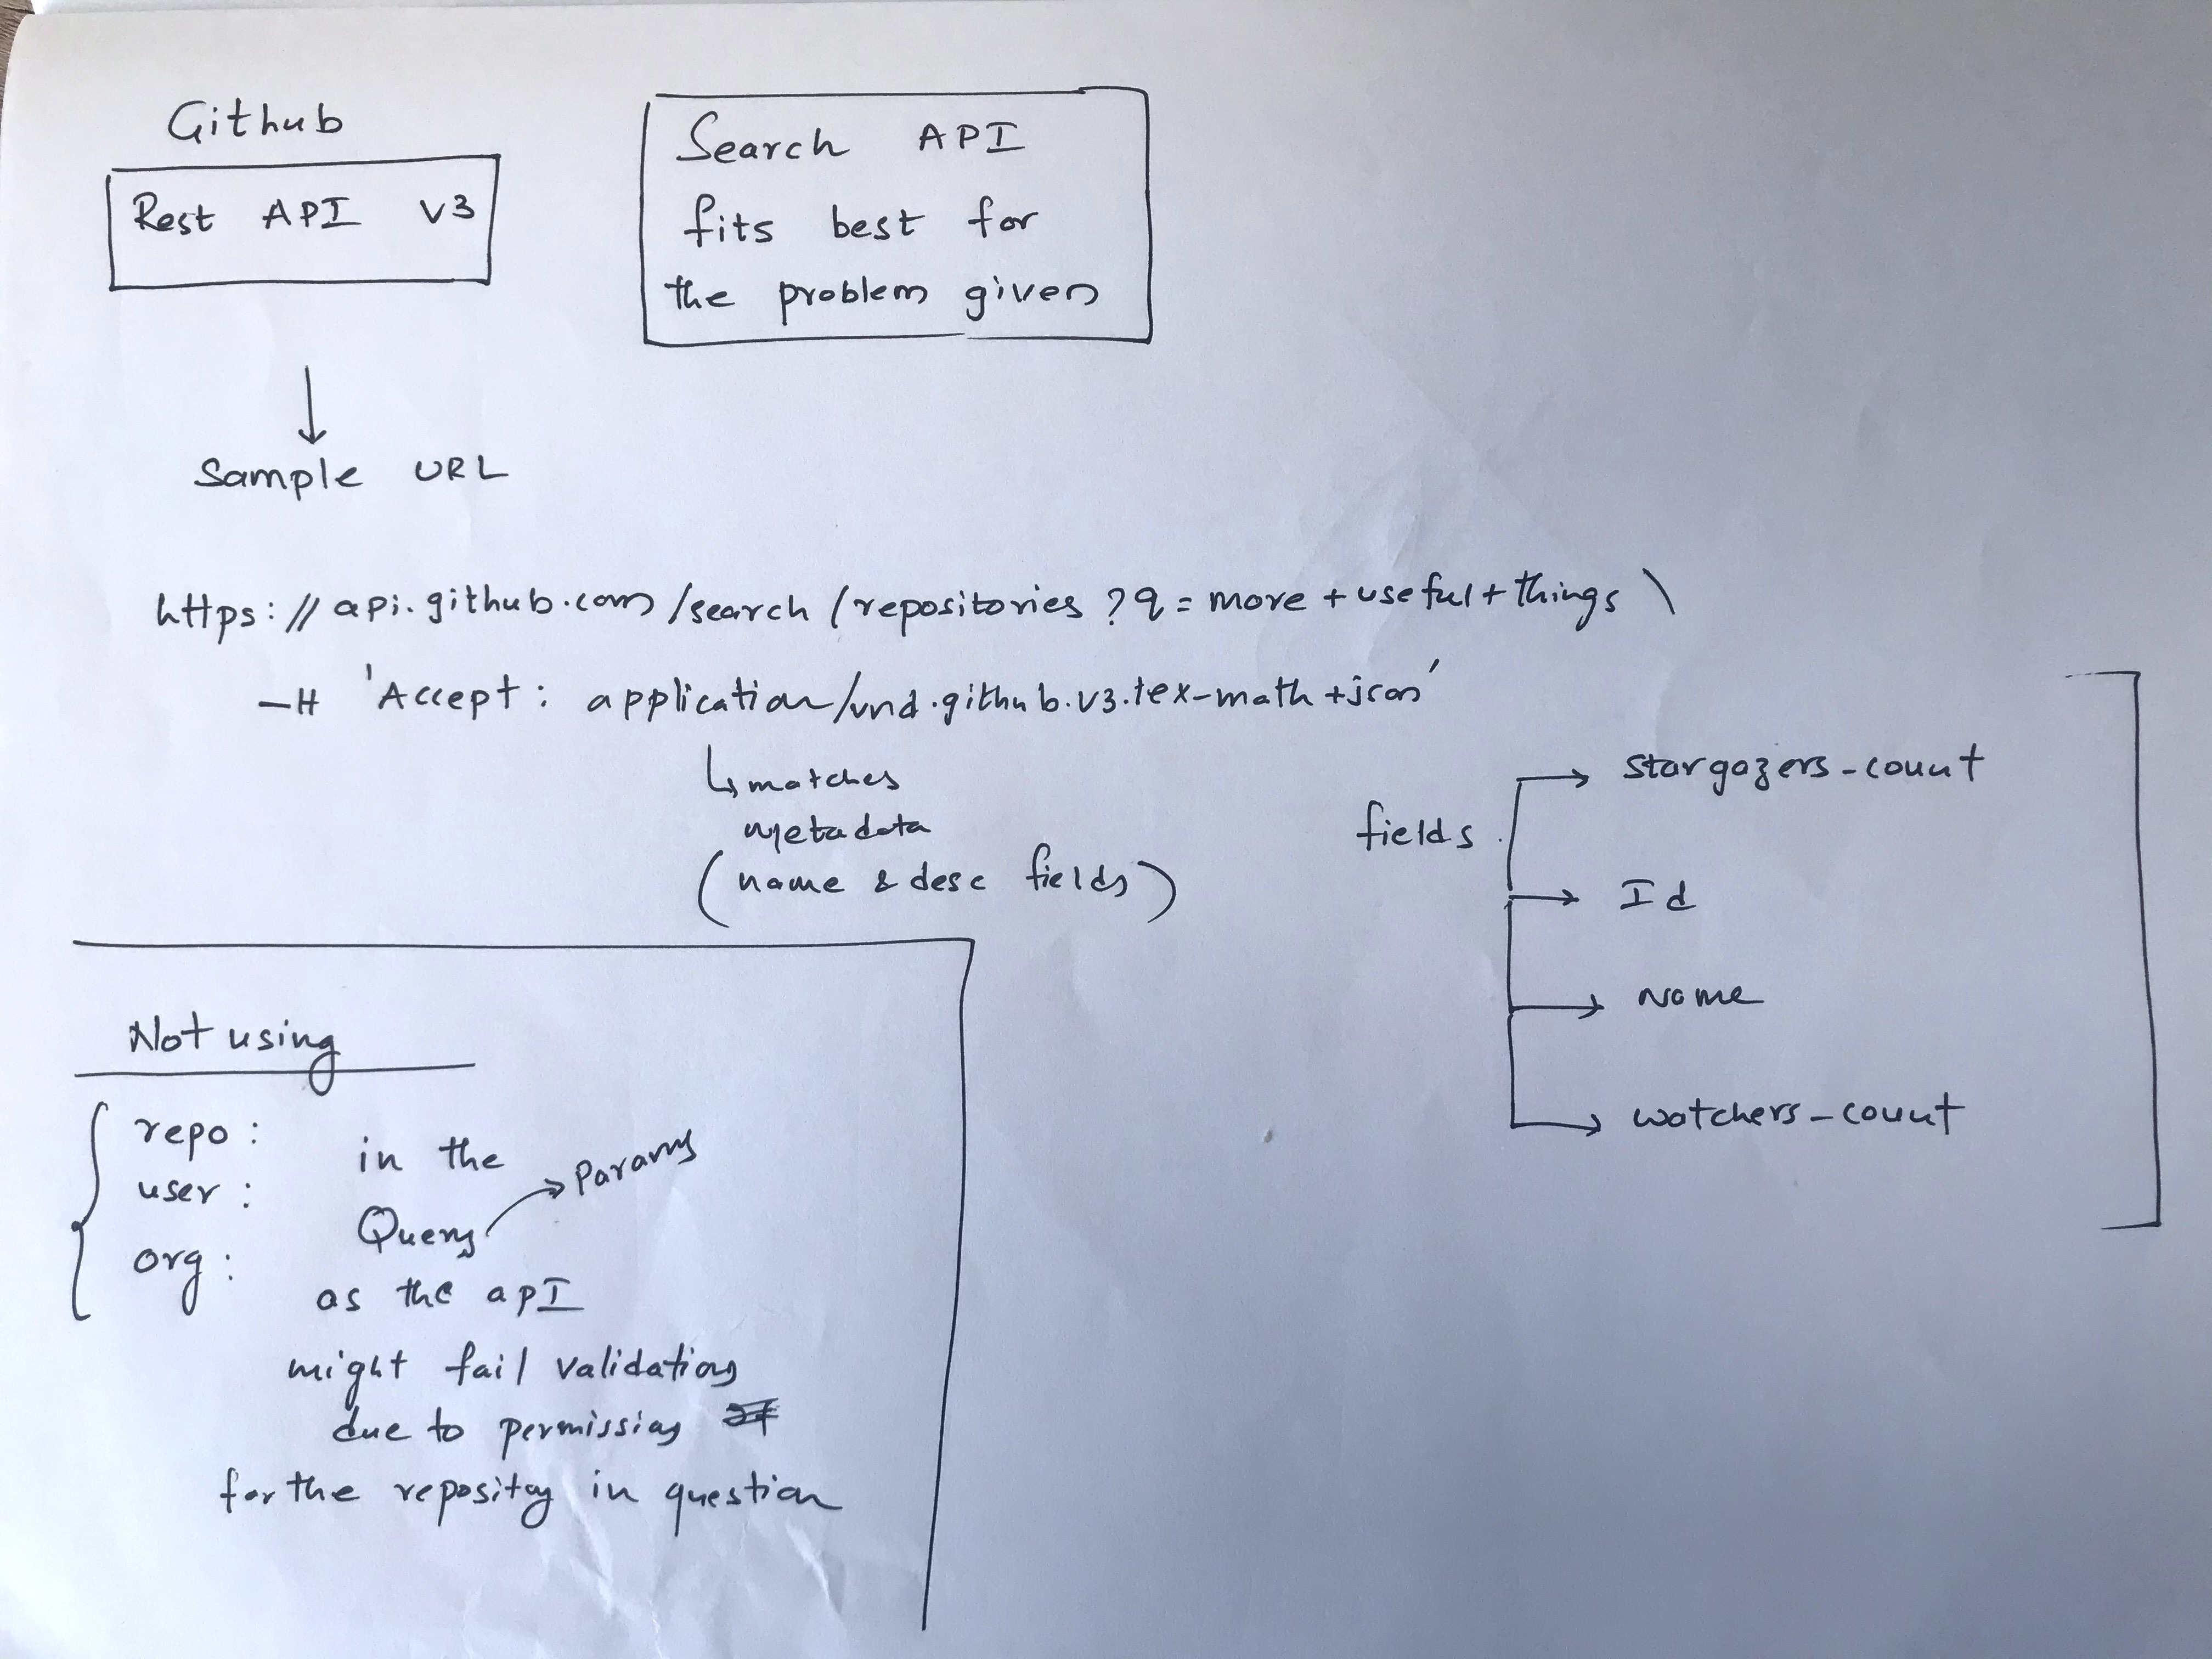 Github
Rest API V3
Search API
fits best for
the problem given
Sample URL
https://api.github.com/search/repositories?q=more+useful+things \
-H 'Accept: application/vnd.github.v3.tex-math+json'
matches
metadata
(name & desc fields)
fields
stargazers-count
Id
Name
watchers-count
Not using
repo:
user:
org:
in the
Query
Params
as the apI
might fail validation
due to permission
for the repositoy in question